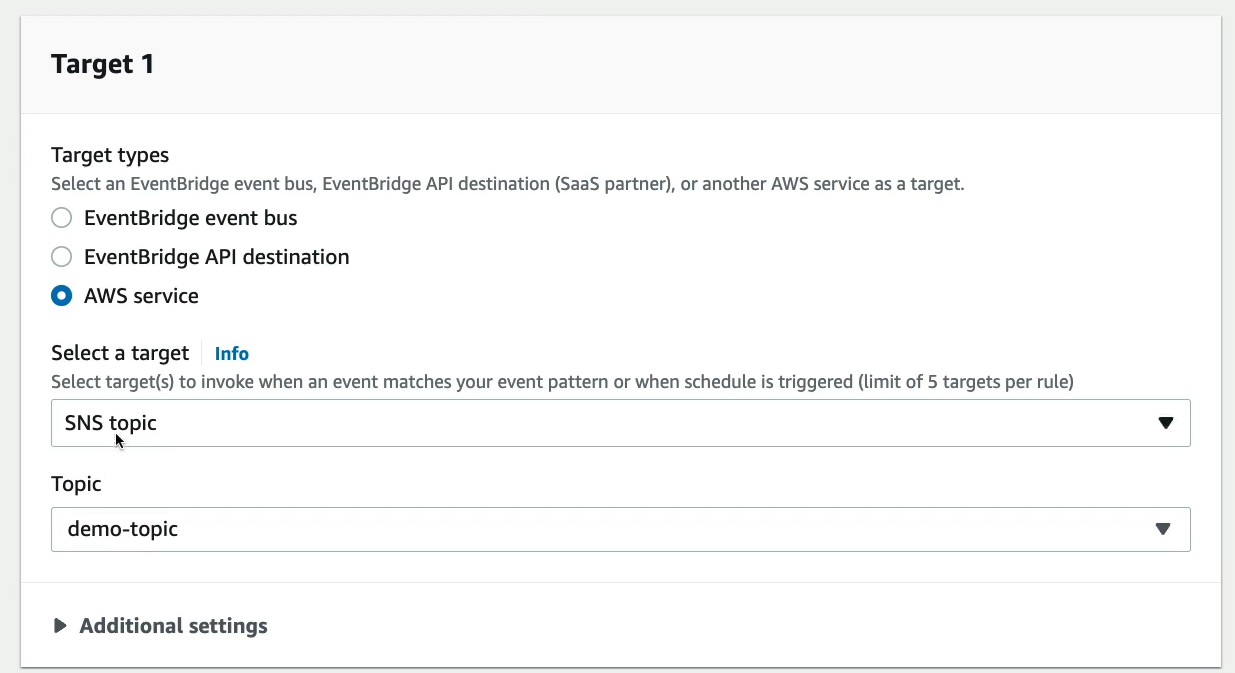 Target 1
Target types
Select an EventBridge event bus, EventBridge API destination (SaaS partner), or another AWS service as a target.
EventBridge event bus
EventBridge API destination
AWS service
Select a target Info
Select target(s) to invoke when an event matches your event pattern or when schedule is triggered (limit of 5 targets per rule)
SNS topic
Topic
demo-topic
Additional settings